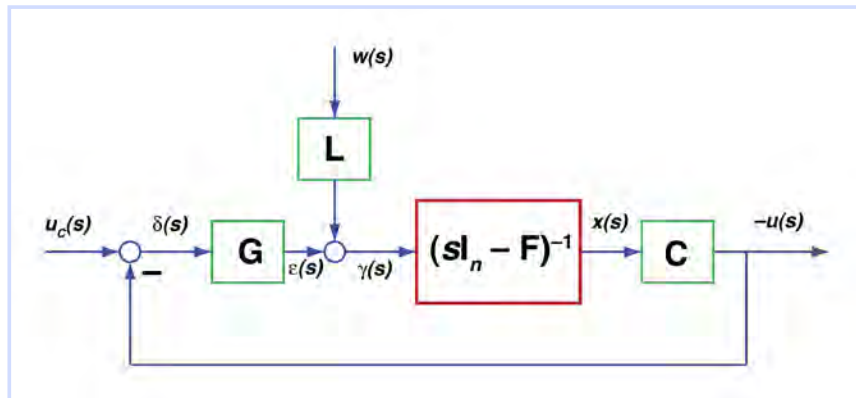 w(s)
L
u_c(s)
δ(s)
G
ε(s)
γ(s)
(sI_n – F)^–1
x(s)
C
–u(s)
–